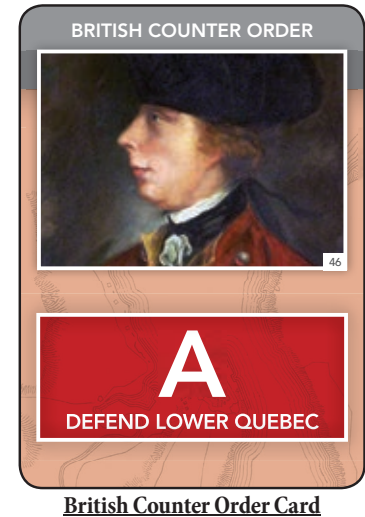 BRITISH COUNTER ORDER
46
A
DEFEND LOWER QUEBEC
British Counter Order Card